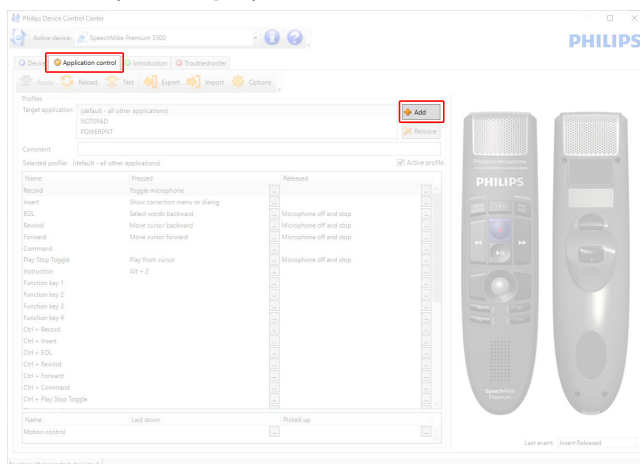 Philips Device Control Center
Active device: SpeechMike Premium 3500
PHILIPS
Device Application control Introduction Troubleshooter
Apply Reload Test Export Import Options
Profiles
Target application (default - all other applications) Add
NOTEPAD
POWERPNT Remove
Comment
Selected profile: (default - all other applications) Active profile
Name Pressed Released
Record Toggle microphone ...
Insert Show correction menu or dialog ...
EOL Select words backward ... Microphone off and stop ...
Rewind Move cursor backward ... Microphone off and stop ...
Forward Move cursor forward ... Microphone off and stop ...
Command ...
Play Stop Toggle Play from cursor ... Microphone off and stop ...
Instruction Alt + Z ...
Function key 1 ...
Function key 2 ...
Function key 3 ...
Function key 4 ...
Ctrl + Record ...
Ctrl + Insert ...
Ctrl + EOL ...
Ctrl + Rewind ...
Ctrl + Forward ...
Ctrl + Command ...
Ctrl + Play Stop Toggle ...
Name Last down Picked up
Motion control ...
PHILIPS
SpeechMike
Premium
Last event Insert Released